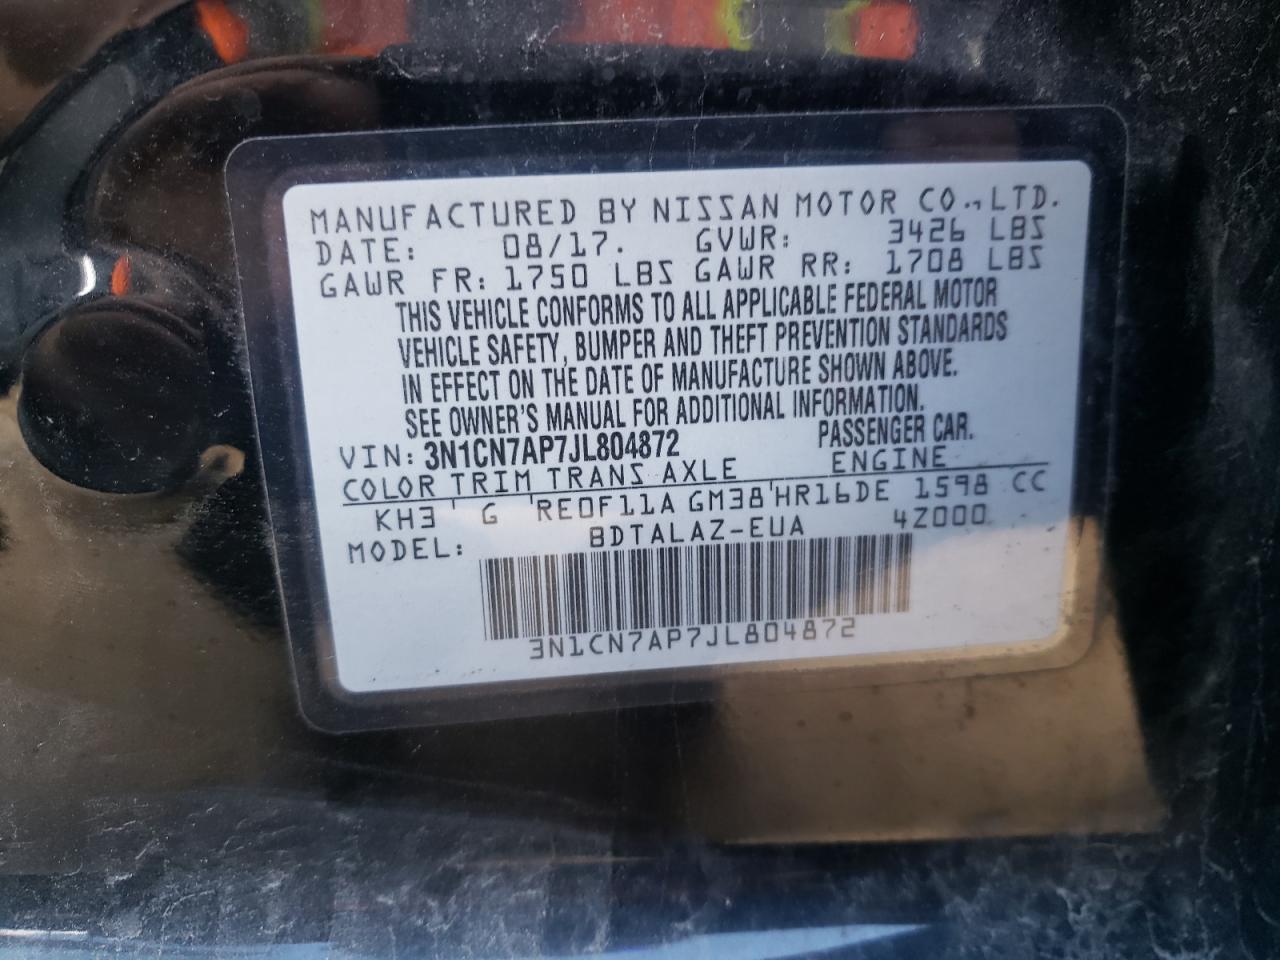 MANUFACTURED BY NISSAN MOTOR CO., LTD.
DATE: 08/17. GVWR: 3426 LBS
GAWR FR: 1750 LBS GAWR RR: 1708 LBS
THIS VEHICLE CONFORMS TO ALL APPLICABLE FEDERAL MOTOR
VEHICLE SAFETY, BUMPER AND THEFT PREVENTION STANDARDS
IN EFFECT ON THE DATE OF MANUFACTURE SHOWN ABOVE.
SEE OWNER'S MANUAL FOR ADDITIONAL INFORMATION.
VIN: 3N1CN7AP7JL804872 PASSENGER CAR.
COLOR TRIM TRANS AXLE ENGINE
KH3 ' G ' RE0F11A GM38 ' HR16DE 1598 CC
MODEL: BDTALAZ-EUA 4Z000
3N1CN7AP7JL804872